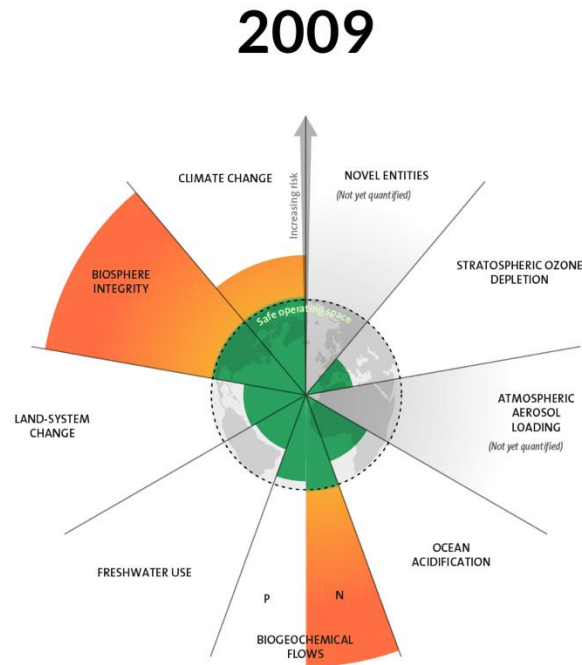 2009
CLIMATE CHANGE
NOVEL ENTITIES
(Not yet quantified)
Increasing risk
BIOSPHERE
INTEGRITY
STRATOSPHERIC OZONE
DEPLETION
Safe operating space
LAND-SYSTEM
CHANGE
ATMOSPHERIC
AEROSOL
LOADING
(Not yet quantified)
FRESHWATER USE
OCEAN
ACIDIFICATION
P
N
BIOGEOCHEMICAL
FLOWS